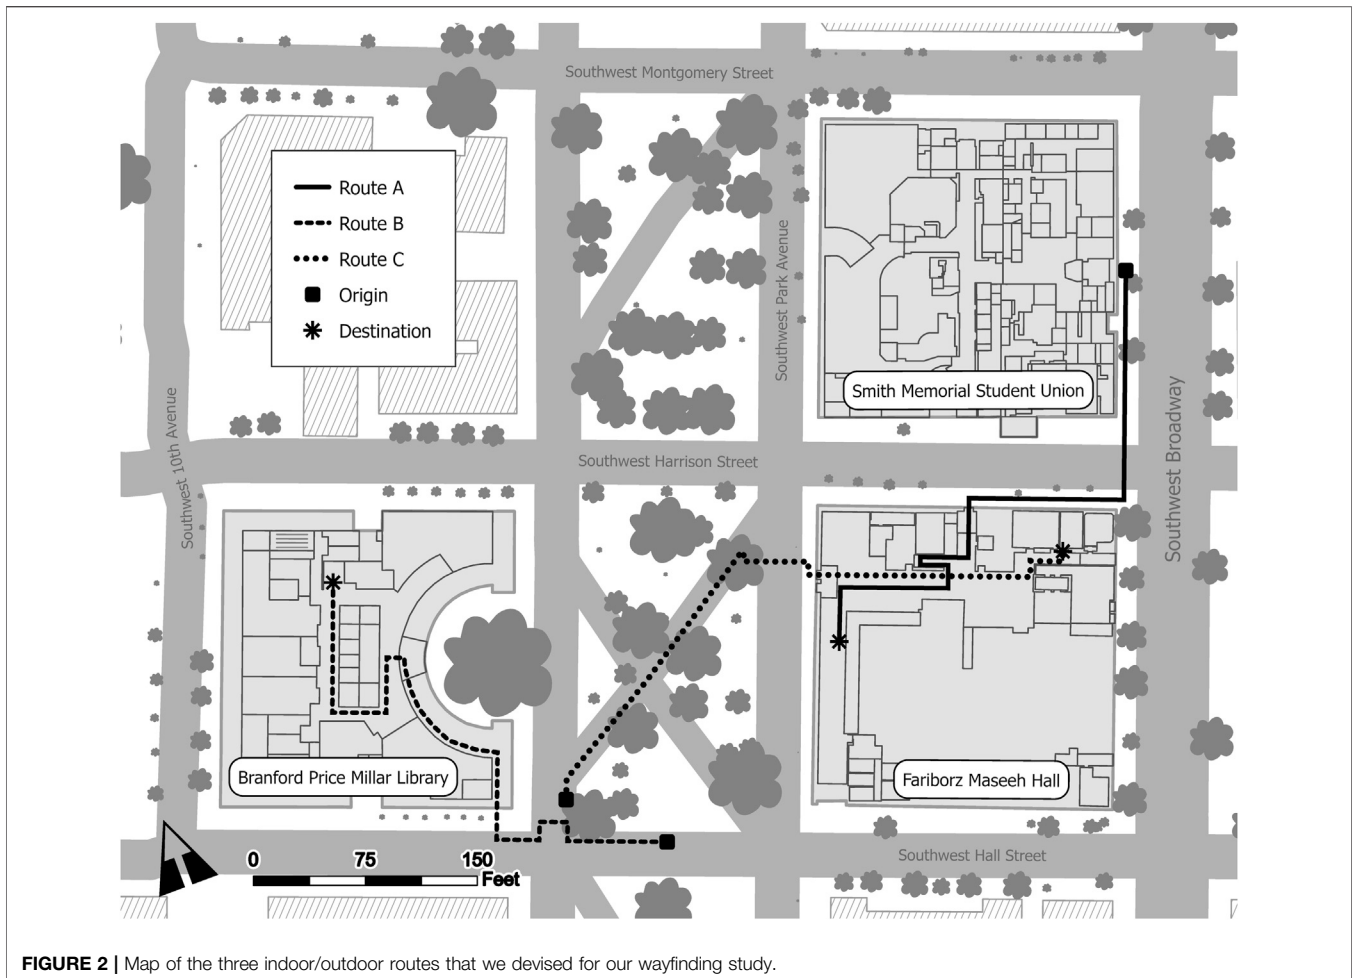 Southwest Montgomery Street
Route A
Route B
Route C
Origin
Destination
Southwest Park Avenue
Smith Memorial Student Union
Southwest 10th Avenue
Southwest Harrison Street
Southwest Broadway
Branford Price Millar Library
Fariborz Maseeh Hall
Southwest Hall Street
0 75 150
Feet
FIGURE 2 | Map of the three indoor/outdoor routes that we devised for our wayfinding study.